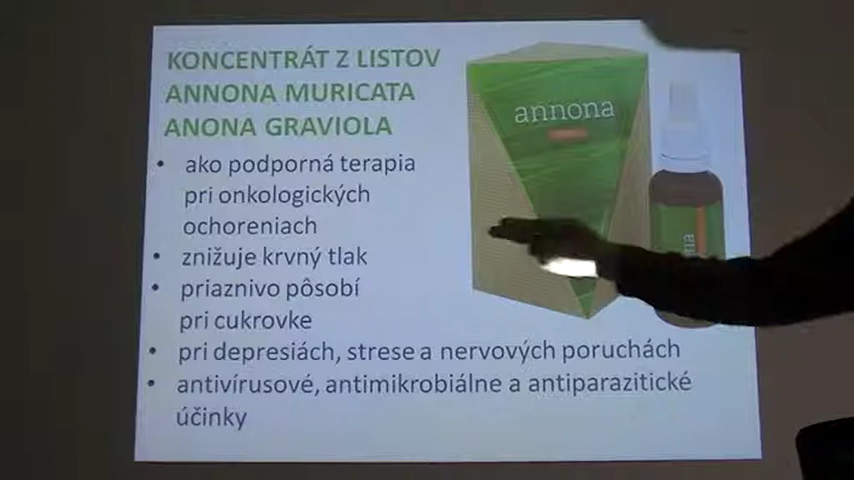 KONCENTRÁT Z LISTOV
ANNONA MURICATA
ANONA GRAVIOLA
• ako podporná terapia
pri onkologických
ochoreniach
• znižuje krvný tlak
• priaznivo pôsobí
pri cukrovke
• pri depresiách, strese a nervových poruchách
• antivírusové, antimikrobiálne a antiparazitické
účinky
annona